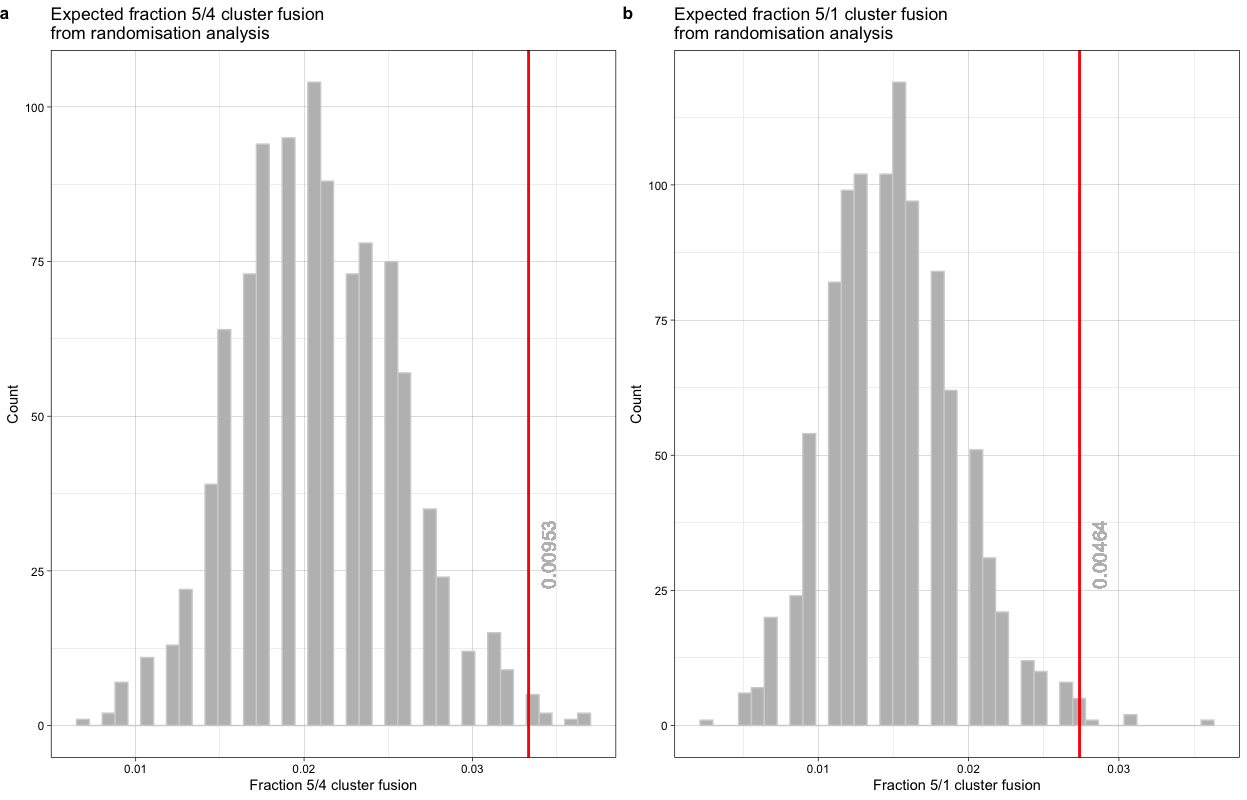 a
Expected fraction 5/4 cluster fusion
from randomisation analysis
100
75
50
25
0
Count
0.00953
0.01
0.02
0.03
Fraction 5/4 cluster fusion
b
Expected fraction 5/1 cluster fusion
from randomisation analysis
100
75
50
25
0
Count
0.00464
0.01
0.02
0.03
Fraction 5/1 cluster fusion